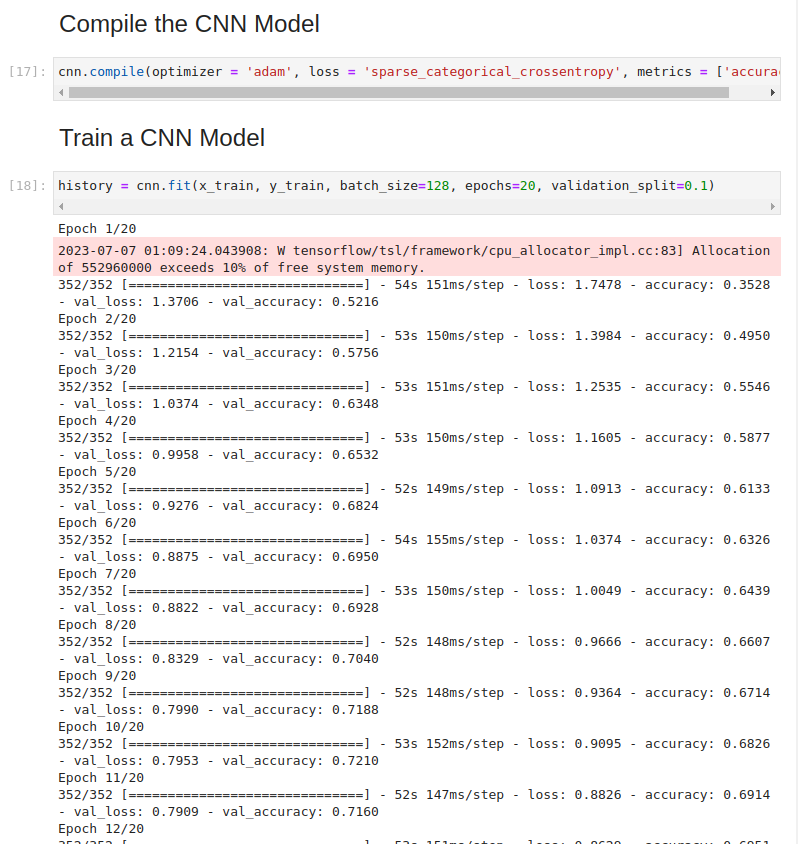 Compile the CNN Model
[17]: cnn.compile(optimizer = 'adam', loss = 'sparse_categorical_crossentropy', metrics = ['accura
Train a CNN Model
[18]: history = cnn.fit(x_train, y_train, batch_size=128, epochs=20, validation_split=0.1)
Epoch 1/20
2023-07-07 01:09:24.043908: W tensorflow/tsl/framework/cpu_allocator_impl.cc:83] Allocation
of 552960000 exceeds 10% of free system memory.
352/352 [==============================] - 54s 151ms/step - loss: 1.7478 - accuracy: 0.3528
- val_loss: 1.3706 - val_accuracy: 0.5216
Epoch 2/20
352/352 [==============================] - 53s 150ms/step - loss: 1.3984 - accuracy: 0.4950
- val_loss: 1.2154 - val_accuracy: 0.5756
Epoch 3/20
352/352 [==============================] - 53s 151ms/step - loss: 1.2535 - accuracy: 0.5546
- val_loss: 1.0374 - val_accuracy: 0.6348
Epoch 4/20
352/352 [==============================] - 53s 150ms/step - loss: 1.1605 - accuracy: 0.5877
- val_loss: 0.9958 - val_accuracy: 0.6532
Epoch 5/20
352/352 [==============================] - 52s 149ms/step - loss: 1.0913 - accuracy: 0.6133
- val_loss: 0.9276 - val_accuracy: 0.6824
Epoch 6/20
352/352 [==============================] - 54s 155ms/step - loss: 1.0374 - accuracy: 0.6326
- val_loss: 0.8875 - val_accuracy: 0.6950
Epoch 7/20
352/352 [==============================] - 53s 150ms/step - loss: 1.0049 - accuracy: 0.6439
- val_loss: 0.8822 - val_accuracy: 0.6928
Epoch 8/20
352/352 [==============================] - 52s 148ms/step - loss: 0.9666 - accuracy: 0.6607
- val_loss: 0.8329 - val_accuracy: 0.7040
Epoch 9/20
352/352 [==============================] - 52s 148ms/step - loss: 0.9364 - accuracy: 0.6714
- val_loss: 0.7990 - val_accuracy: 0.7188
Epoch 10/20
352/352 [==============================] - 53s 152ms/step - loss: 0.9095 - accuracy: 0.6826
- val_loss: 0.7953 - val_accuracy: 0.7210
Epoch 11/20
352/352 [==============================] - 52s 147ms/step - loss: 0.8826 - accuracy: 0.6914
- val_loss: 0.7909 - val_accuracy: 0.7160
Epoch 12/20